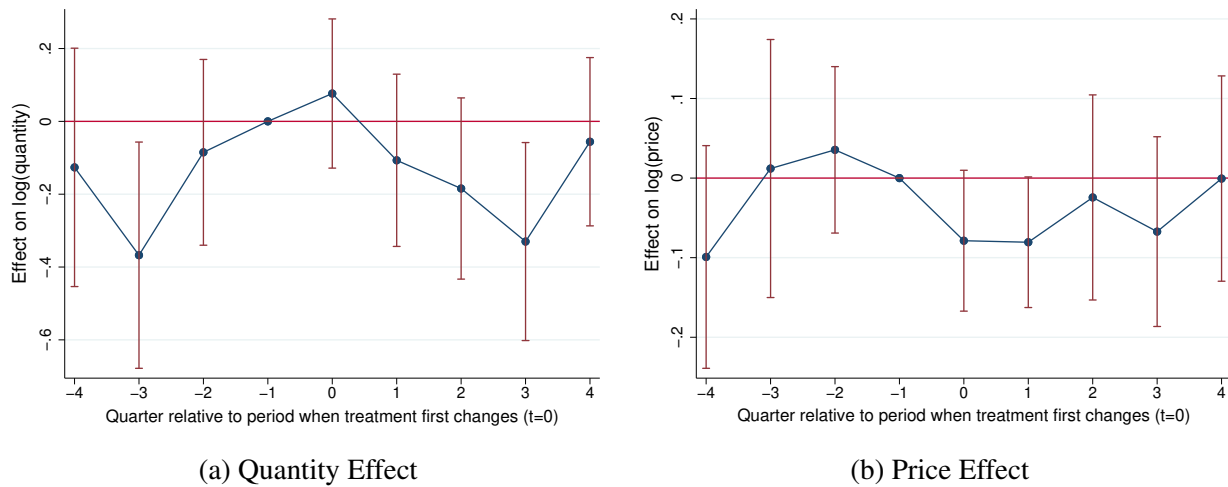 Effect on log(quantity)
.2
0
-.2
-.4
-.6
-4 -3 -2 -1 0 1 2 3 4
Quarter relative to period when treatment first changes (t=0)
(a) Quantity Effect
Effect on log(price)
.2
.1
0
-.1
-.2
-4 -3 -2 -1 0 1 2 3 4
Quarter relative to period when treatment first changes (t=0)
(b) Price Effect